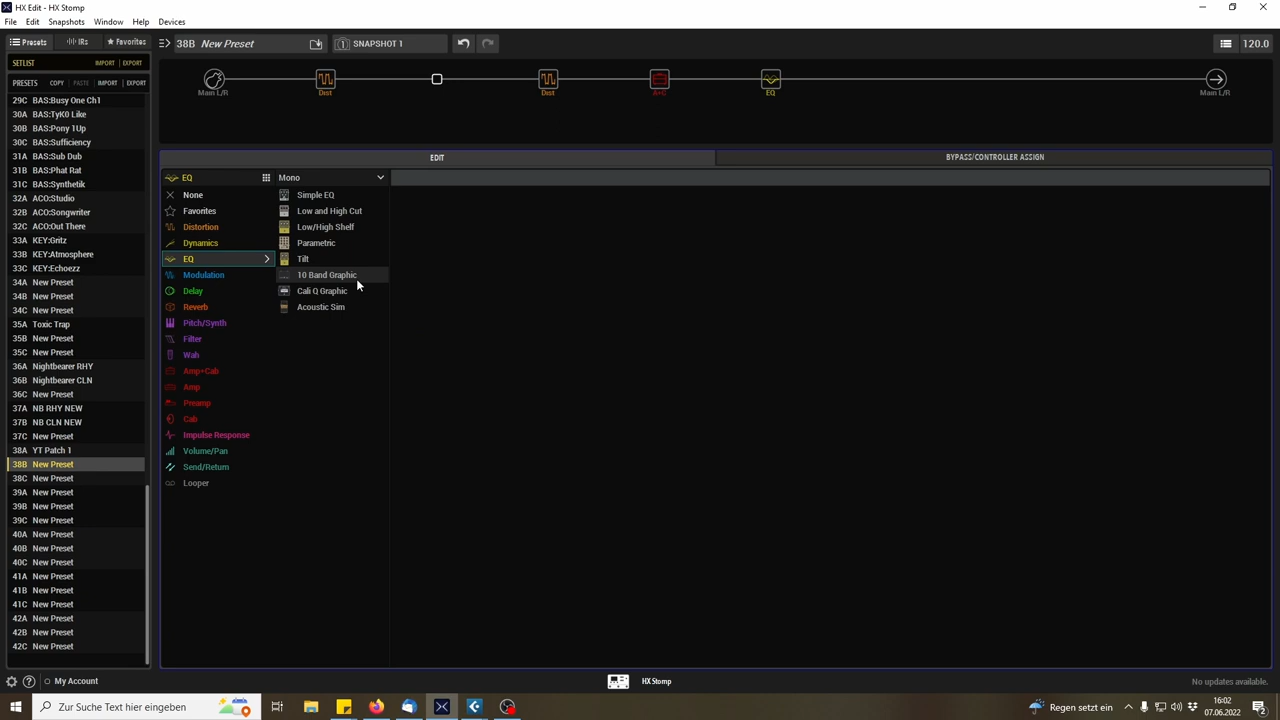 HX Edit - HX Stomp
File Edit Snapshots Window Help Devices
Presets IRs Favorites
38B New Preset
1 SNAPSHOT 1
120.0
SETLIST IMPORT EXPORT
PRESETS COPY PASTE IMPORT EXPORT
29C BAS:Busy One Ch1
30A BAS:TyK0 Like
30B BAS:Pony 1Up
30C BAS:Sufficiency
31A BAS:Sub Dub
31B BAS:Phat Rat
31C BAS:Synthetik
32A ACO:Studio
32B ACO:Songwriter
32C ACO:Out There
33A KEY:Gritz
33B KEY:Atmosphere
33C KEY:Echoezz
34A New Preset
34B New Preset
34C New Preset
35A Toxic Trap
35B New Preset
35C New Preset
36A Nightbearer RHY
36B Nightbearer CLN
36C New Preset
37A NB RHY NEW
37B NB CLN NEW
37C New Preset
38A YT Patch 1
38B New Preset
38C New Preset
39A New Preset
39B New Preset
39C New Preset
40A New Preset
40B New Preset
40C New Preset
41A New Preset
41B New Preset
41C New Preset
42A New Preset
42B New Preset
42C New Preset
Main L/R
Dist
Dist
A+C
EQ
Main L/R
EDIT
BYPASS/CONTROLLER ASSIGN
EQ
None
Favorites
Distortion
Dynamics
EQ
Modulation
Delay
Reverb
Pitch/Synth
Filter
Wah
Amp+Cab
Amp
Preamp
Cab
Impulse Response
Volume/Pan
Send/Return
Looper
Mono
Simple EQ
Low and High Cut
Low/High Shelf
Parametric
Tilt
10 Band Graphic
Cali Q Graphic
Acoustic Sim
My Account
HX Stomp
No updates available.
Zur Suche Text hier eingeben
Regen setzt ein
16:02
07.06.2022
2